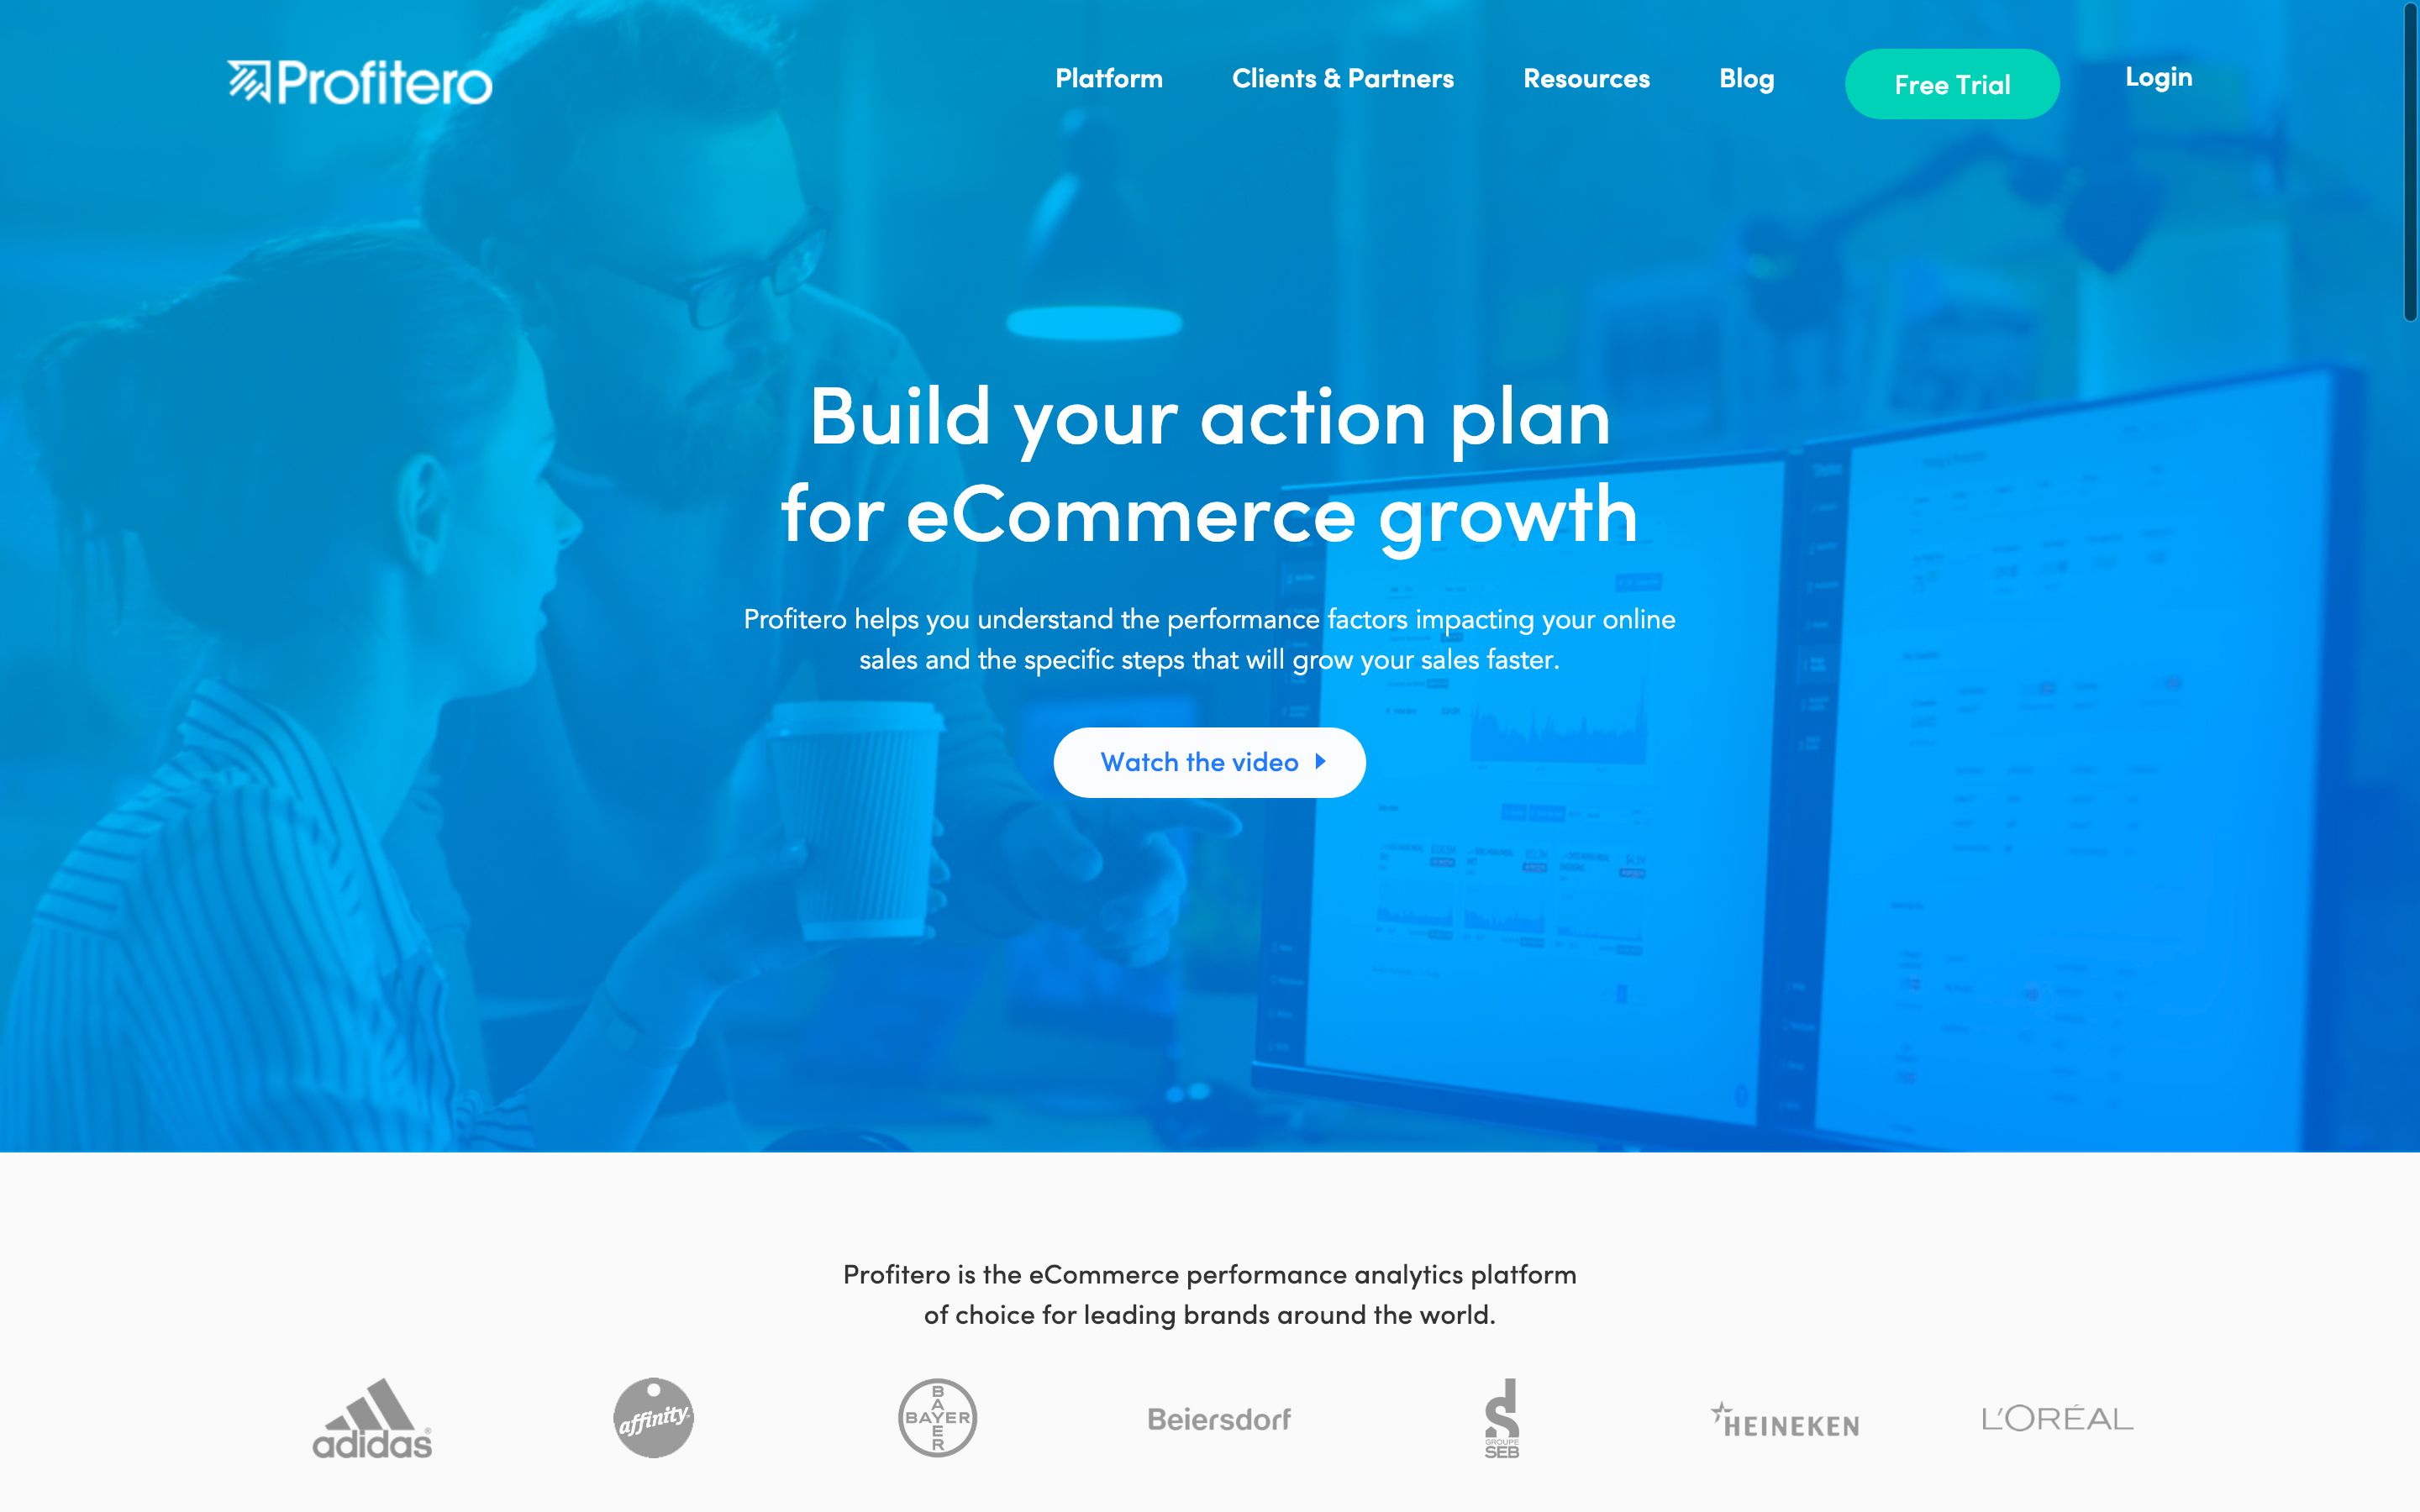 Profitero
Platform
Clients & Partners
Resources
Blog
Free Trial
Login
Build your action plan
for eCommerce growth
Profitero helps you understand the performance factors impacting your online
sales and the specific steps that will grow your sales faster.
Watch the video
Profitero is the eCommerce performance analytics platform
of choice for leading brands around the world.
adidas
affinity
BAYER
BAYER
Beiersdorf
GROUPE
SEB
HEINEKEN
L'ORÉAL